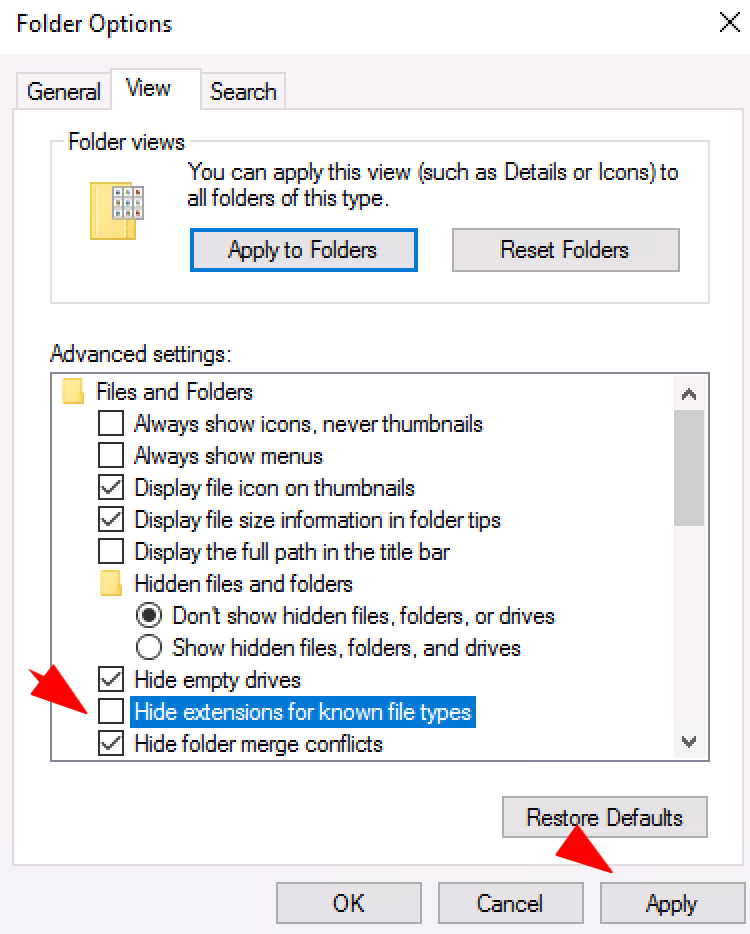 Folder Options
General
View
Search
Folder views
You can apply this view (such as Details or Icons) to
all folders of this type.
Apply to Folders
Reset Folders
Advanced settings:
Files and Folders
Always show icons, never thumbnails
Always show menus
Display file icon on thumbnails
Display file size information in folder tips
Display the full path in the title bar
Hidden files and folders
Don't show hidden files, folders, or drives
Show hidden files, folders, and drives
Hide empty drives
Hide extensions for known file types
Hide folder merge conflicts
Restore Defaults
OK
Cancel
Apply